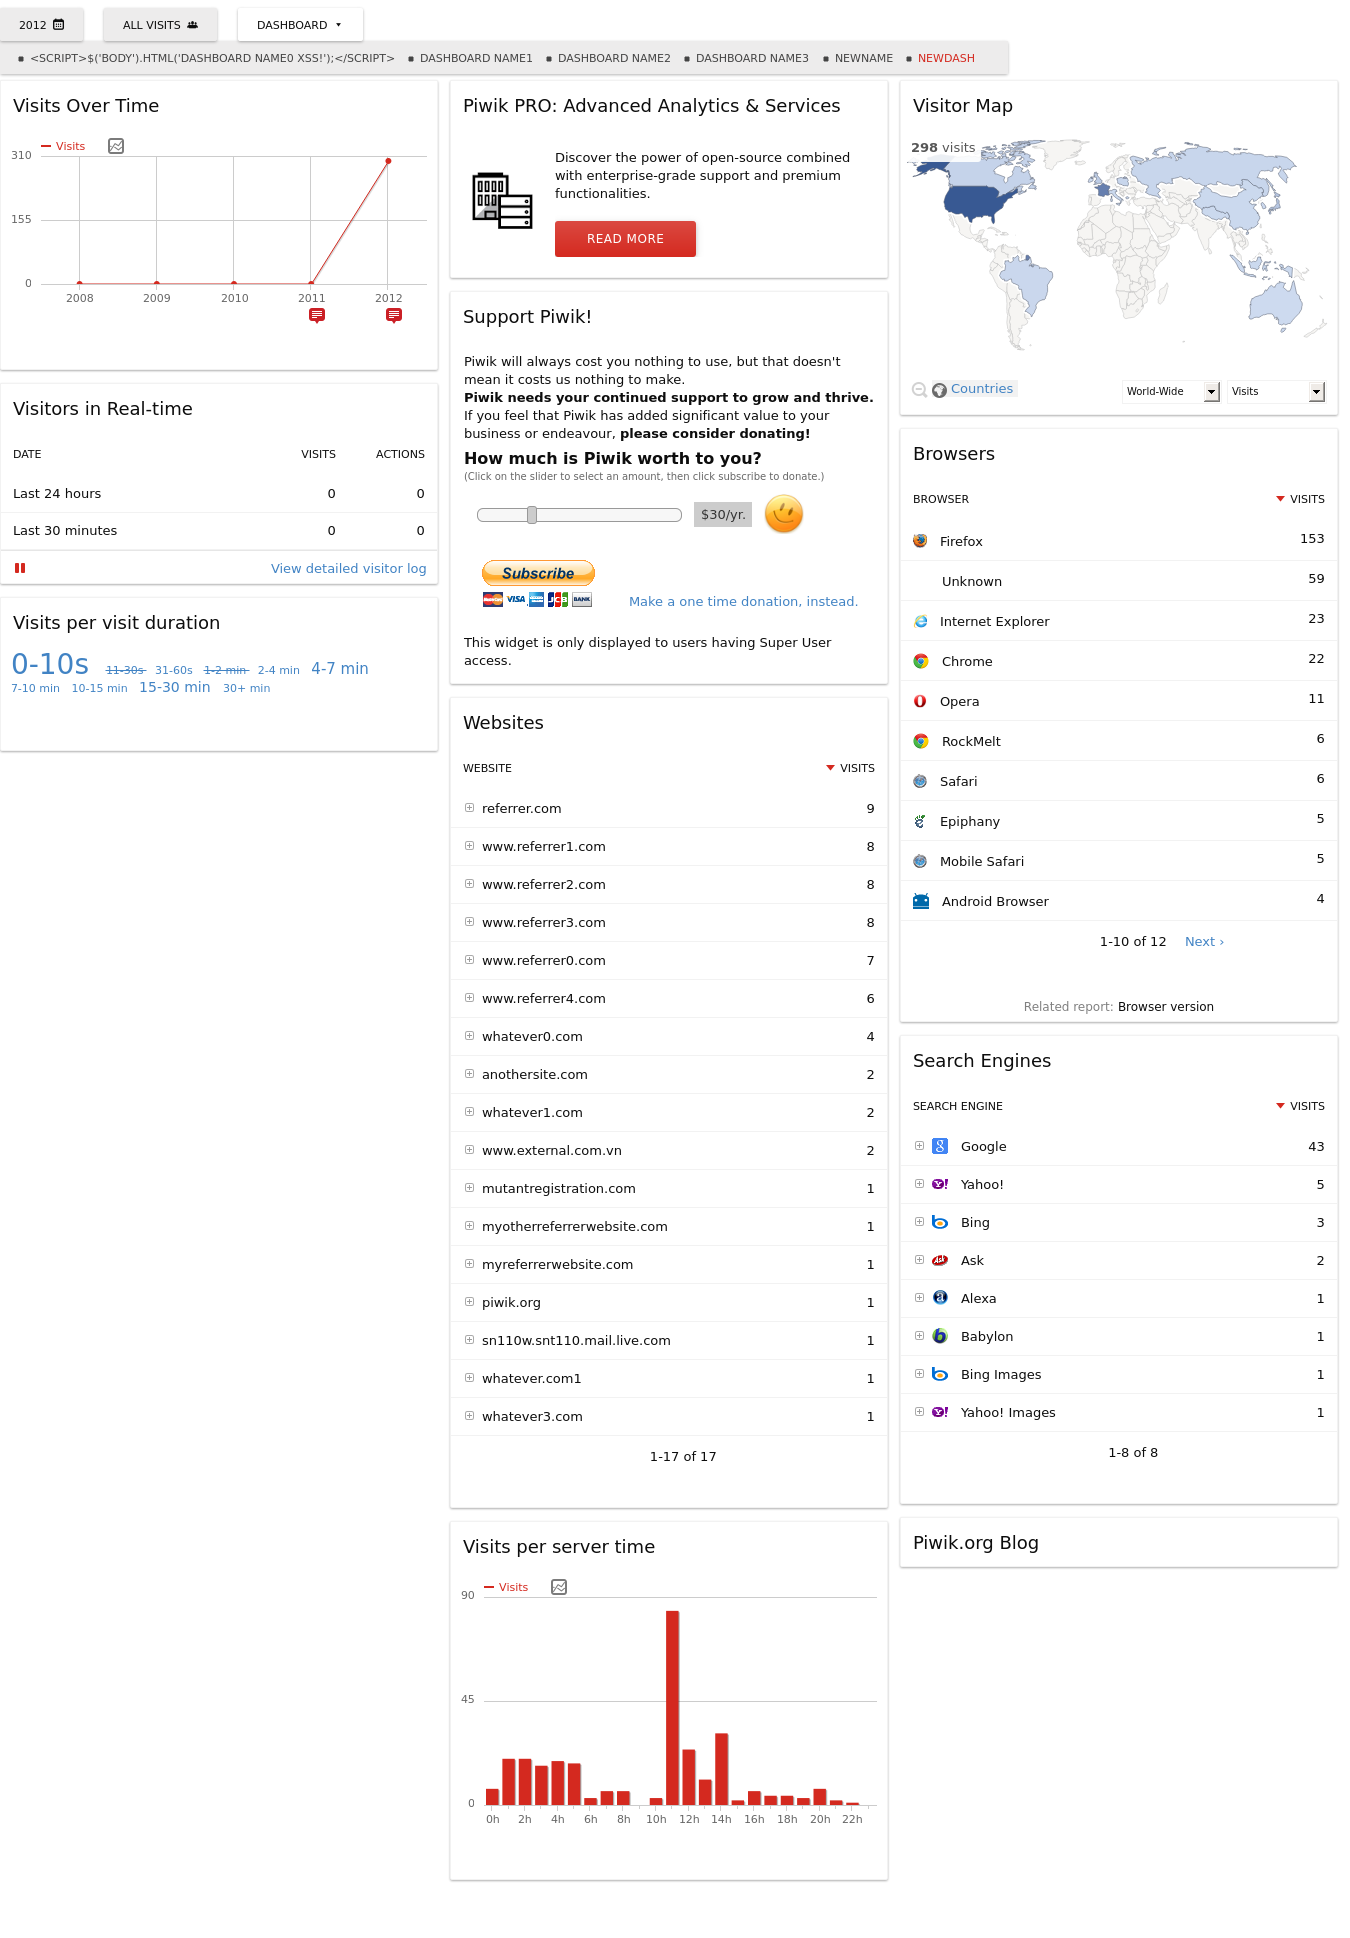 2012
ALL VISITS
DASHBOARD
<SCRIPT>$('BODY').HTML('DASHBOARD NAME0 XSS!');</SCRIPT>
DASHBOARD NAME1
DASHBOARD NAME2
DASHBOARD NAME3
NEWNAME
NEWDASH
Visits Over Time
Visits
310
155
0
2008 2009 2010 2011 2012
Visitors in Real-time
DATE VISITS ACTIONS
Last 24 hours 0 0
Last 30 minutes 0 0
View detailed visitor log
Visits per visit duration
0-10s 11-30s 31-60s 1-2 min 2-4 min 4-7 min
7-10 min 10-15 min 15-30 min 30+ min
Piwik PRO: Advanced Analytics & Services
Discover the power of open-source combined
with enterprise-grade support and premium
functionalities.
READ MORE
Support Piwik!
Piwik will always cost you nothing to use, but that doesn't
mean it costs us nothing to make.
Piwik needs your continued support to grow and thrive.
If you feel that Piwik has added significant value to your
business or endeavour, please consider donating!
How much is Piwik worth to you?
(Click on the slider to select an amount, then click subscribe to donate.)
$30/yr.
Subscribe
VISA JCB BANK
Make a one time donation, instead.
This widget is only displayed to users having Super User
access.
Websites
WEBSITE VISITS
referrer.com 9
www.referrer1.com 8
www.referrer2.com 8
www.referrer3.com 8
www.referrer0.com 7
www.referrer4.com 6
whatever0.com 4
anothersite.com 2
whatever1.com 2
www.external.com.vn 2
mutantregistration.com 1
myotherreferrerwebsite.com 1
myreferrerwebsite.com 1
piwik.org 1
sn110w.snt110.mail.live.com 1
whatever.com1 1
whatever3.com 1
1-17 of 17
Visits per server time
Visits
90
45
0
0h 2h 4h 6h 8h 10h 12h 14h 16h 18h 20h 22h
Visitor Map
298 visits
Countries
World-Wide
Visits
Browsers
BROWSER VISITS
Firefox 153
Unknown 59
Internet Explorer 23
Chrome 22
Opera 11
RockMelt 6
Safari 6
Epiphany 5
Mobile Safari 5
Android Browser 4
1-10 of 12 Next ›
Related report: Browser version
Search Engines
SEARCH ENGINE VISITS
Google 43
Yahoo! 5
Bing 3
Ask 2
Alexa 1
Babylon 1
Bing Images 1
Yahoo! Images 1
1-8 of 8
Piwik.org Blog